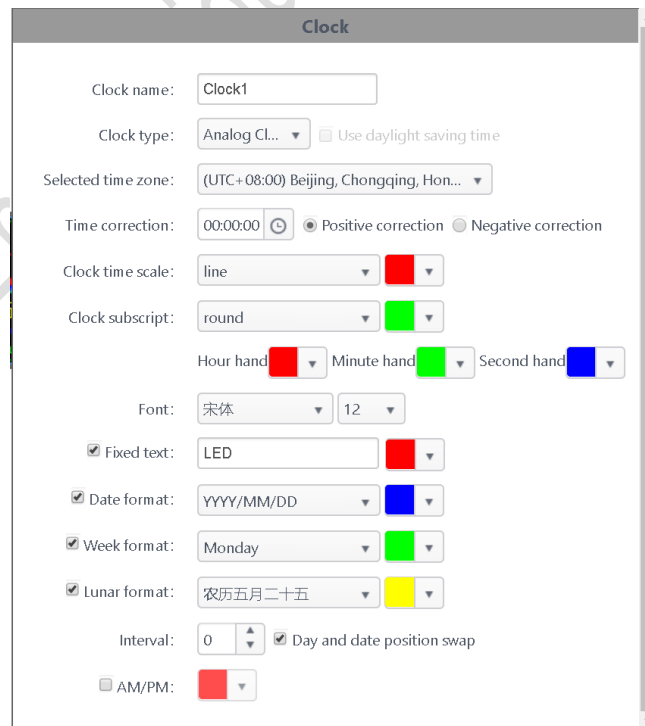 Clock
Clock name: Clock1
Clock type: Analog Cl... Use daylight saving time
Selected time zone: (UTC+08:00) Beijing, Chongqing, Hon...
Time correction: 00:00:00 Positive correction Negative correction
Clock time scale: line
Clock subscript: round
Hour hand Minute hand Second hand
Font: 宋体 12
Fixed text: LED
Date format: YYYY/MM/DD
Week format: Monday
Lunar format: 农历五月二十五
Interval: 0 Day and date position swap
AM/PM: